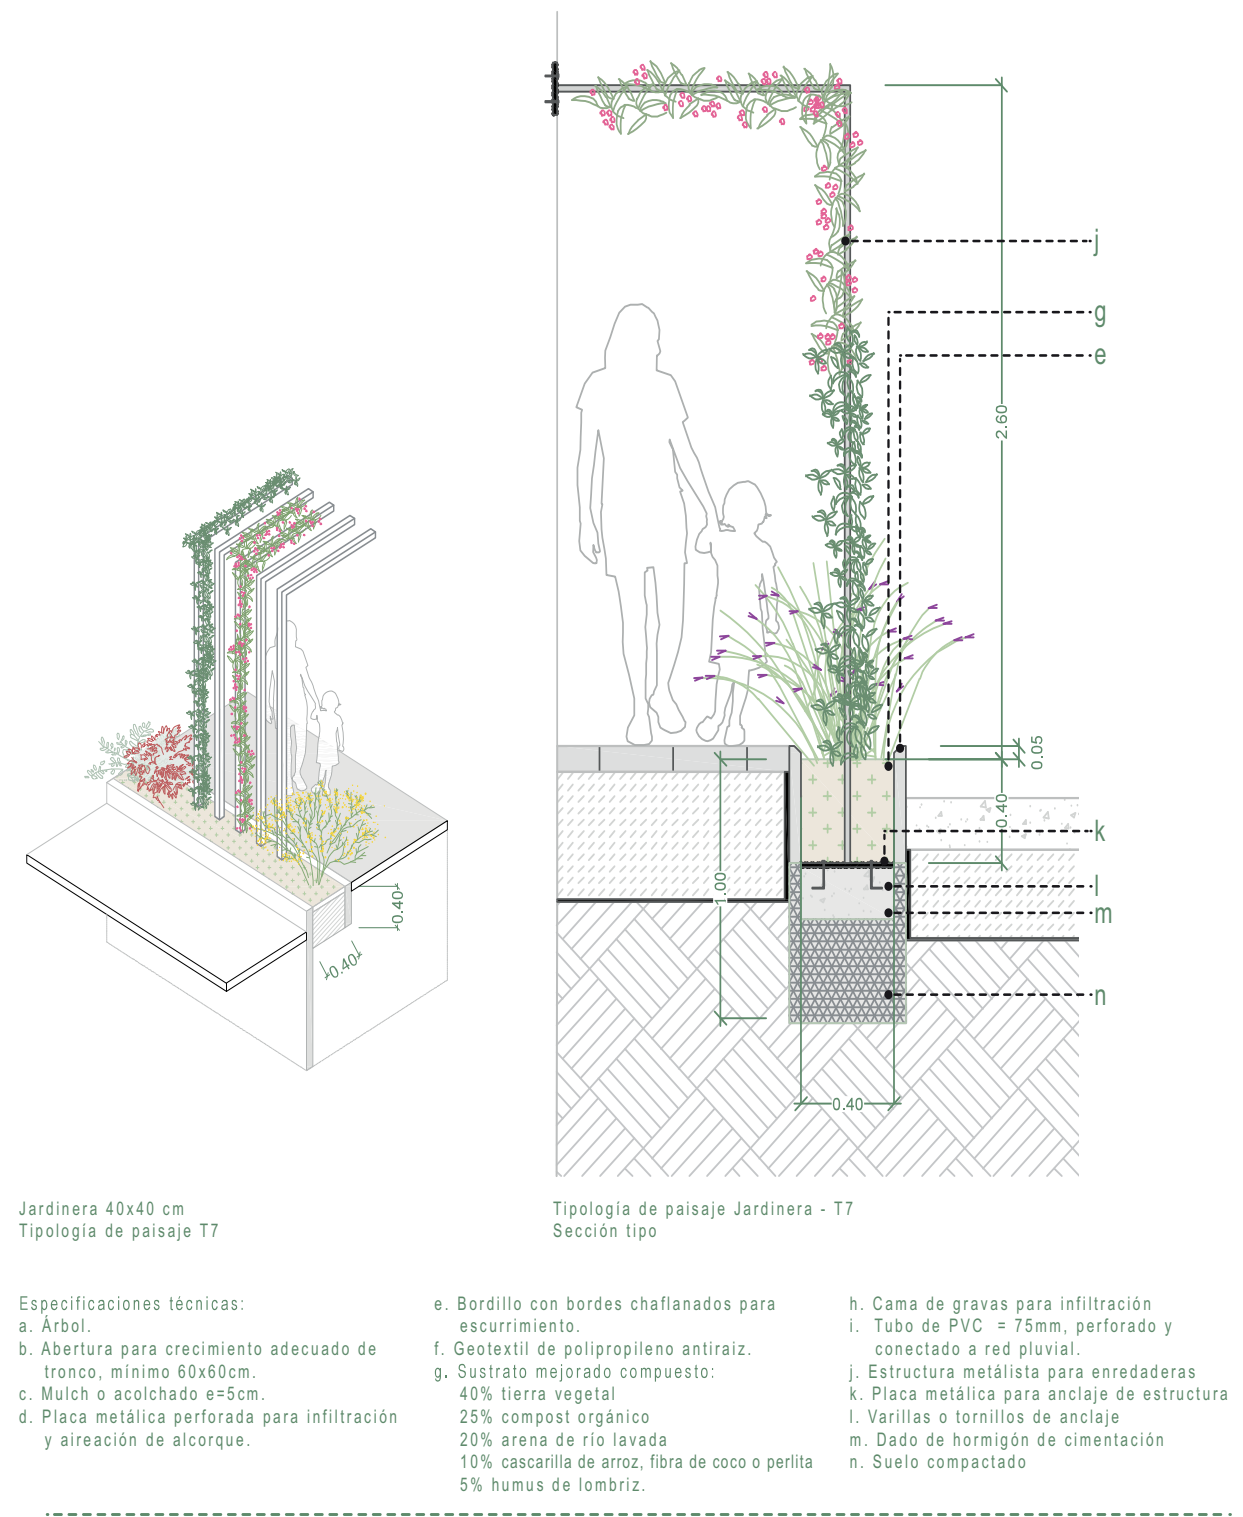 j
g
e
2.60
0.05
0.40
k
1.00
l
m
n
0.40
0.40
0.40
Jardinera 40x40 cm
Tipología de paisaje T7
Tipología de paisaje Jardinera - T7
Sección tipo
Especificaciones técnicas:
a. Árbol.
b. Abertura para crecimiento adecuado de
tronco, mínimo 60x60cm.
c. Mulch o acolchado e=5cm.
d. Placa metálica perforada para infiltración
y aireación de alcorque.
e. Bordillo con bordes chaflanados para
escurrimiento.
f. Geotextil de polipropileno antiraiz.
g. Sustrato mejorado compuesto:
40% tierra vegetal
25% compost orgánico
20% arena de río lavada
10% cascarilla de arroz, fibra de coco o perlita
5% humus de lombriz.
h. Cama de gravas para infiltración
i. Tubo de PVC = 75mm, perforado y
conectado a red pluvial.
j. Estructura metálista para enredaderas
k. Placa metálica para anclaje de estructura
l. Varillas o tornillos de anclaje
m. Dado de hormigón de cimentación
n. Suelo compactado